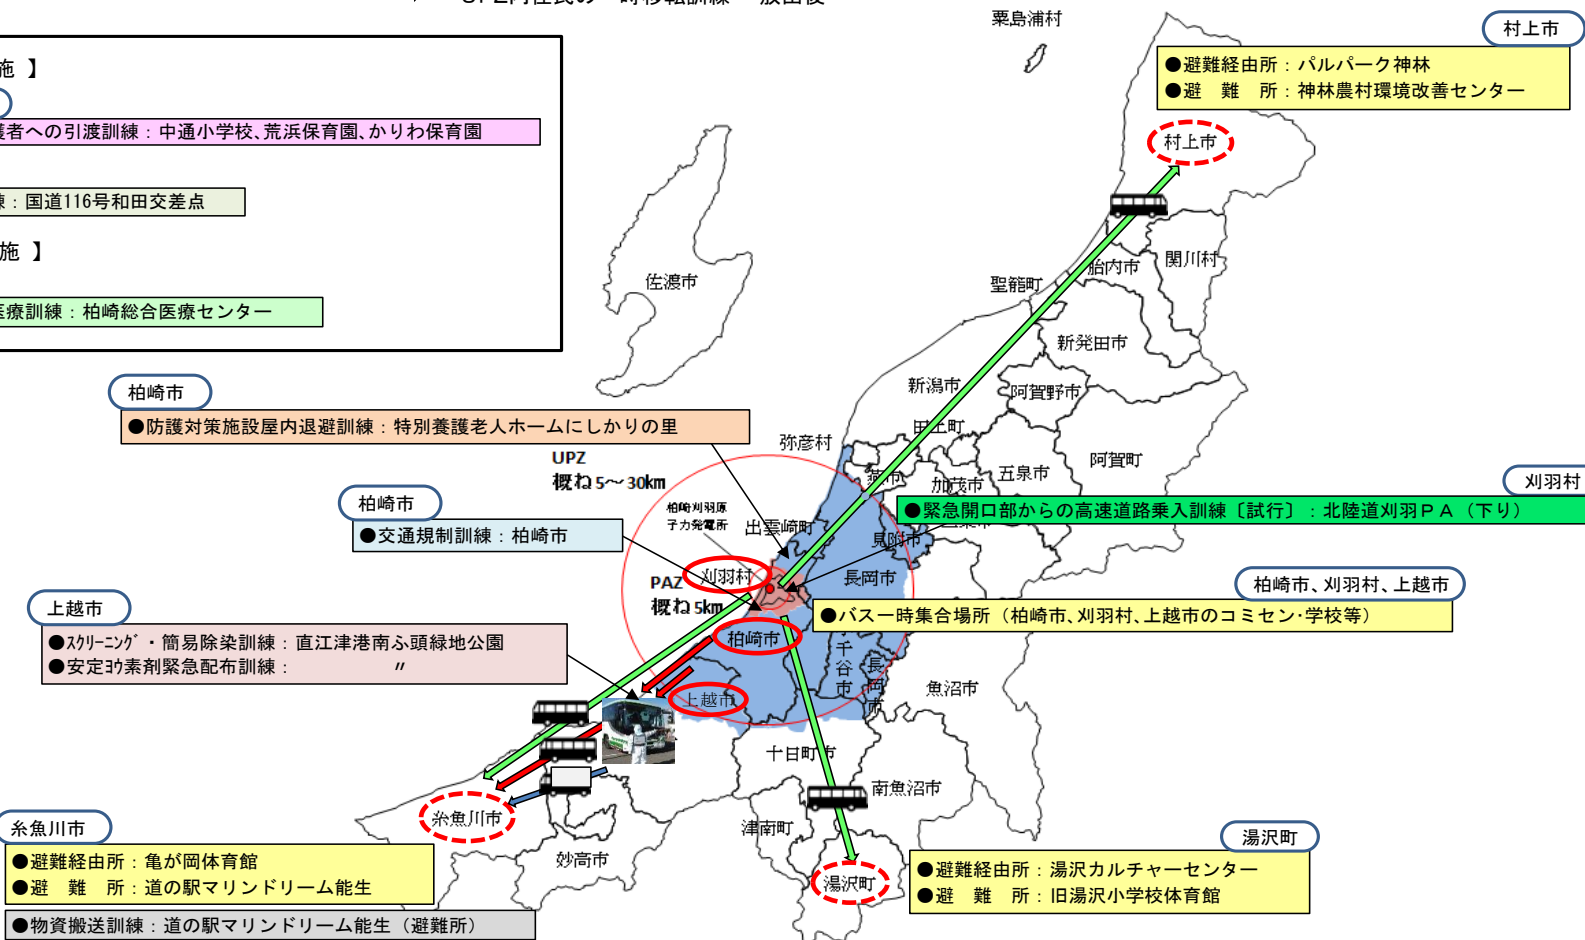 UPZ内住民の一時移転訓練
放出後
粟島浦村
村上市
●避難経由所：パルパーク神林
●避　難　所：神林農村環境改善センター
施 】
護者への引渡訓練：中通小学校、荒浜保育園、かりわ保育園
練：国道116号和田交差点
施 】
医療訓練：柏崎総合医療センター
村上市
佐渡市
関川村
胎内市
聖籠町
新発田市
新潟市
阿賀野市
柏崎市
●防護対策施設屋内退避訓練：特別養護老人ホームにしかりの里
田上町
弥彦村
阿賀町
五泉市
燕市
加茂市
UPZ
概ね5～30km
刈羽村
柏崎市
●交通規制訓練：柏崎市
柏崎刈羽原
子力発電所
出雲崎町
●緊急開口部からの高速道路乗入訓練〔試行〕：北陸道刈羽ＰＡ（下り）
見附市
長岡市
刈羽村
PAZ
概ね5km
柏崎市、刈羽村、上越市
●バス一時集合場所（柏崎市、刈羽村、上越市のコミセン・学校等）
上越市
●ｽｸﾘｰﾆﾝｸﾞ・簡易除染訓練：直江津港南ふ頭緑地公園
●安定ﾖｳ素剤緊急配布訓練：　　　　　〃
柏崎市
千谷市
長岡市
魚沼市
上越市
十日町市
南魚沼市
津南町
糸魚川市
妙高市
湯沢町
糸魚川市
●避難経由所：亀が岡体育館
●避　難　所：道の駅マリンドリーム能生
●物資搬送訓練：道の駅マリンドリーム能生（避難所）
湯沢町
●避難経由所：湯沢カルチャーセンター
●避　難　所：旧湯沢小学校体育館